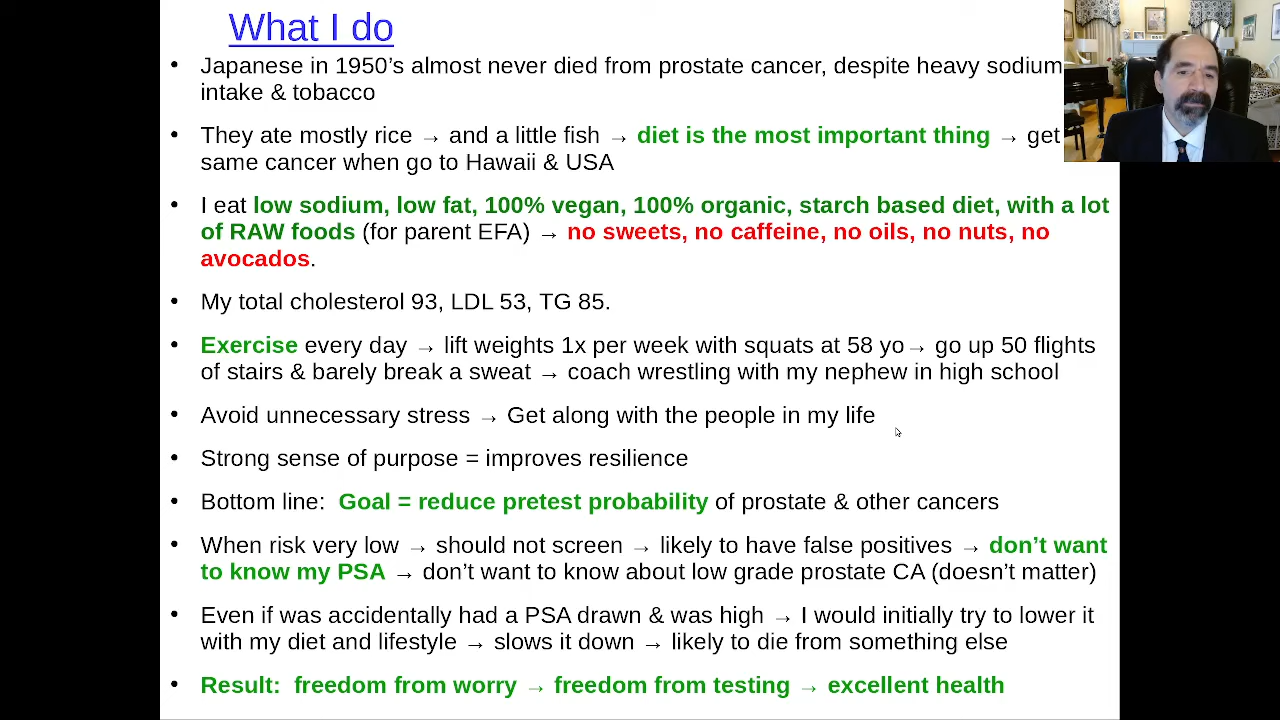 What I do
• Japanese in 1950’s almost never died from prostate cancer, despite heavy sodium
intake & tobacco
• They ate mostly rice → and a little fish → diet is the most important thing → get
same cancer when go to Hawaii & USA
• I eat low sodium, low fat, 100% vegan, 100% organic, starch based diet, with a lot
of RAW foods (for parent EFA) → no sweets, no caffeine, no oils, no nuts, no
avocados.
• My total cholesterol 93, LDL 53, TG 85.
• Exercise every day → lift weights 1x per week with squats at 58 yo→ go up 50 flights
of stairs & barely break a sweat → coach wrestling with my nephew in high school
• Avoid unnecessary stress → Get along with the people in my life
• Strong sense of purpose = improves resilience
• Bottom line:  Goal = reduce pretest probability of prostate & other cancers
• When risk very low → should not screen → likely to have false positives → don’t want
to know my PSA → don’t want to know about low grade prostate CA (doesn’t matter)
• Even if was accidentally had a PSA drawn & was high → I would initially try to lower it
with my diet and lifestyle → slows it down → likely to die from something else
• Result:  freedom from worry → freedom from testing → excellent health